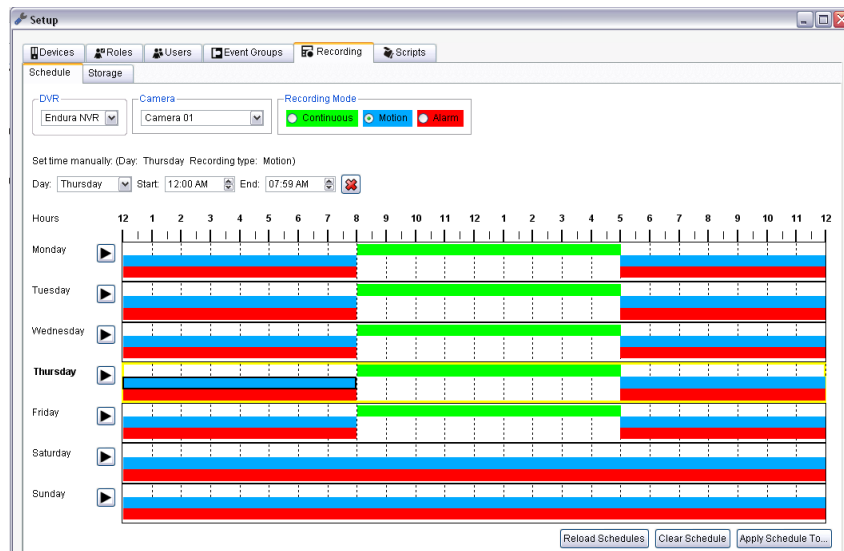 Setup
Devices Roles Users Event Groups Recording Scripts
Schedule Storage
DVR Camera Recording Mode
Endura NVR Camera 01 Continuous Motion Alarm
Set time manually: (Day: Thursday Recording type: Motion)
Day: Thursday Start: 12:00 AM End: 07:59 AM
Hours 12 1 2 3 4 5 6 7 8 9 10 11 12 1 2 3 4 5 6 7 8 9 10 11 12
Monday
Tuesday
Wednesday
Thursday
Friday
Saturday
Sunday
Reload Schedules Clear Schedule Apply Schedule To...